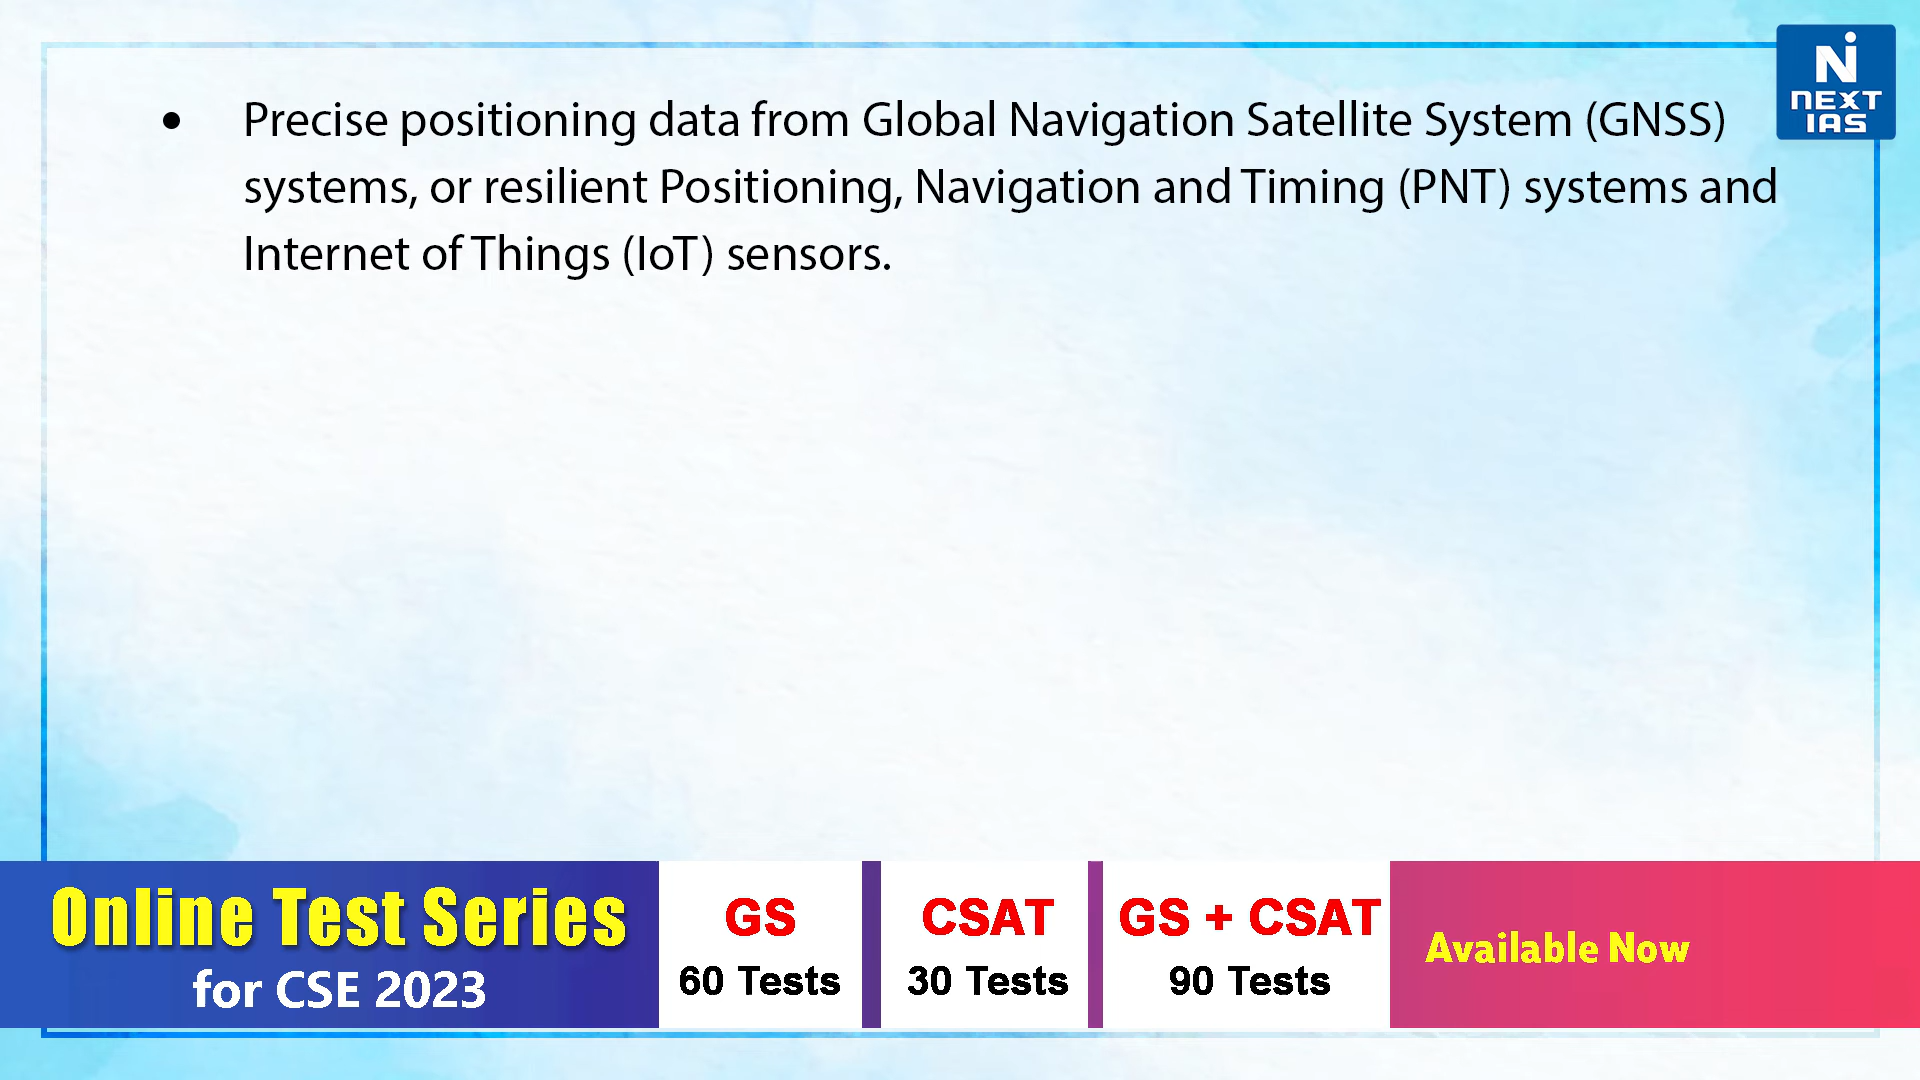 • Precise positioning data from Global Navigation Satellite System (GNSS)
systems, or resilient Positioning, Navigation and Timing (PNT) systems and
Internet of Things (IoT) sensors.
Ni
NEXT
IAS
Online Test Series
for CSE 2023
GS
60 Tests
CSAT
30 Tests
GS + CSAT
90 Tests
Available Now